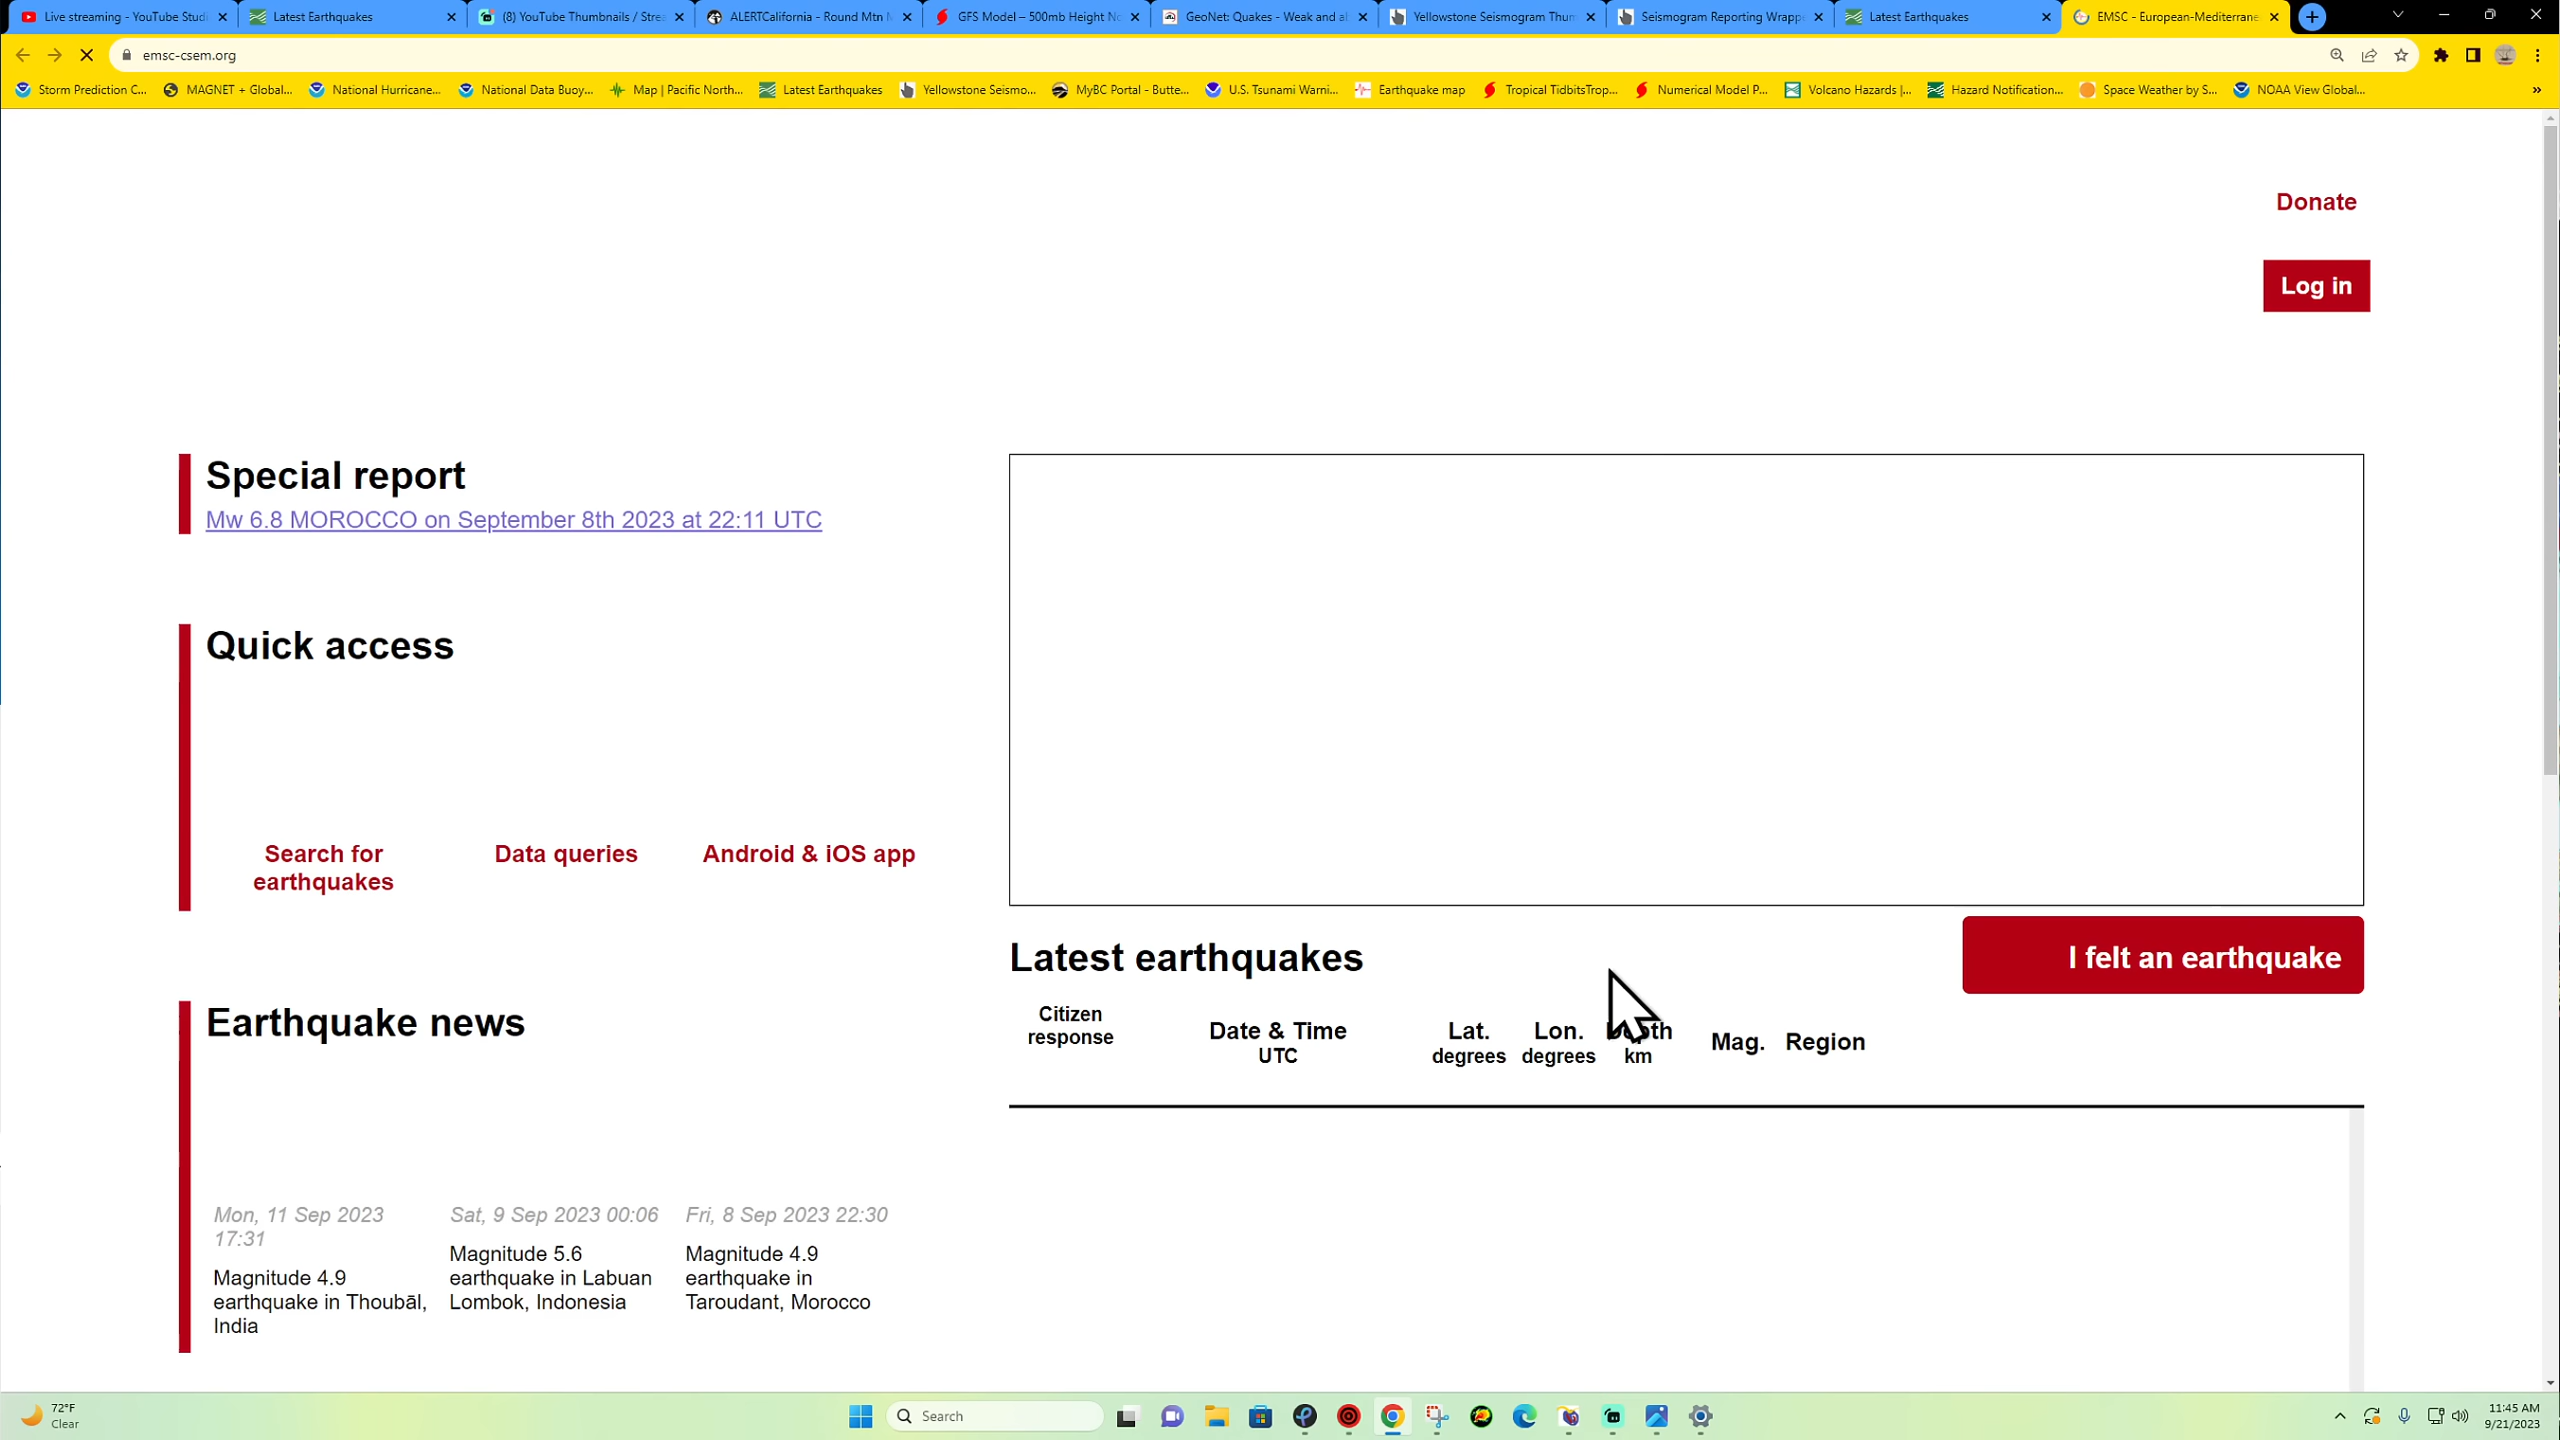 Live streaming - YouTube Studi
Latest Earthquakes
(8) YouTube Thumbnails / Strea
ALERTCalifornia - Round Mtn
GFS Model – 500mb Height No
GeoNet: Quakes - Weak and ab
Yellowstone Seismogram Thum
Seismogram Reporting Wrappe
Latest Earthquakes
EMSC - European-Mediterrane
emsc-csem.org
Storm Prediction C...
MAGNET + Global...
National Hurricane...
National Data Buoy...
Map | Pacific North...
Latest Earthquakes
Yellowstone Seismo...
MyBC Portal - Butte...
U.S. Tsunami Warni...
Earthquake map
Tropical TidbitsTrop...
Numerical Model P...
Volcano Hazards |...
Hazard Notification...
Space Weather by S...
NOAA View Global...
Donate
Log in
Special report
Mw 6.8 MOROCCO on September 8th 2023 at 22:11 UTC
Quick access
Search for
earthquakes
Data queries
Android & iOS app
Earthquake news
Mon, 11 Sep 2023
17:31
Magnitude 4.9
earthquake in Thoubāl,
India
Sat, 9 Sep 2023 00:06
Magnitude 5.6
earthquake in Labuan
Lombok, Indonesia
Fri, 8 Sep 2023 22:30
Magnitude 4.9
earthquake in
Taroudant, Morocco
Latest earthquakes
I felt an earthquake
Citizen
response
Date & Time
UTC
Lat.
degrees
Lon.
degrees
Depth
km
Mag.
Region
72°F
Clear
Search
11:45 AM
9/21/2023